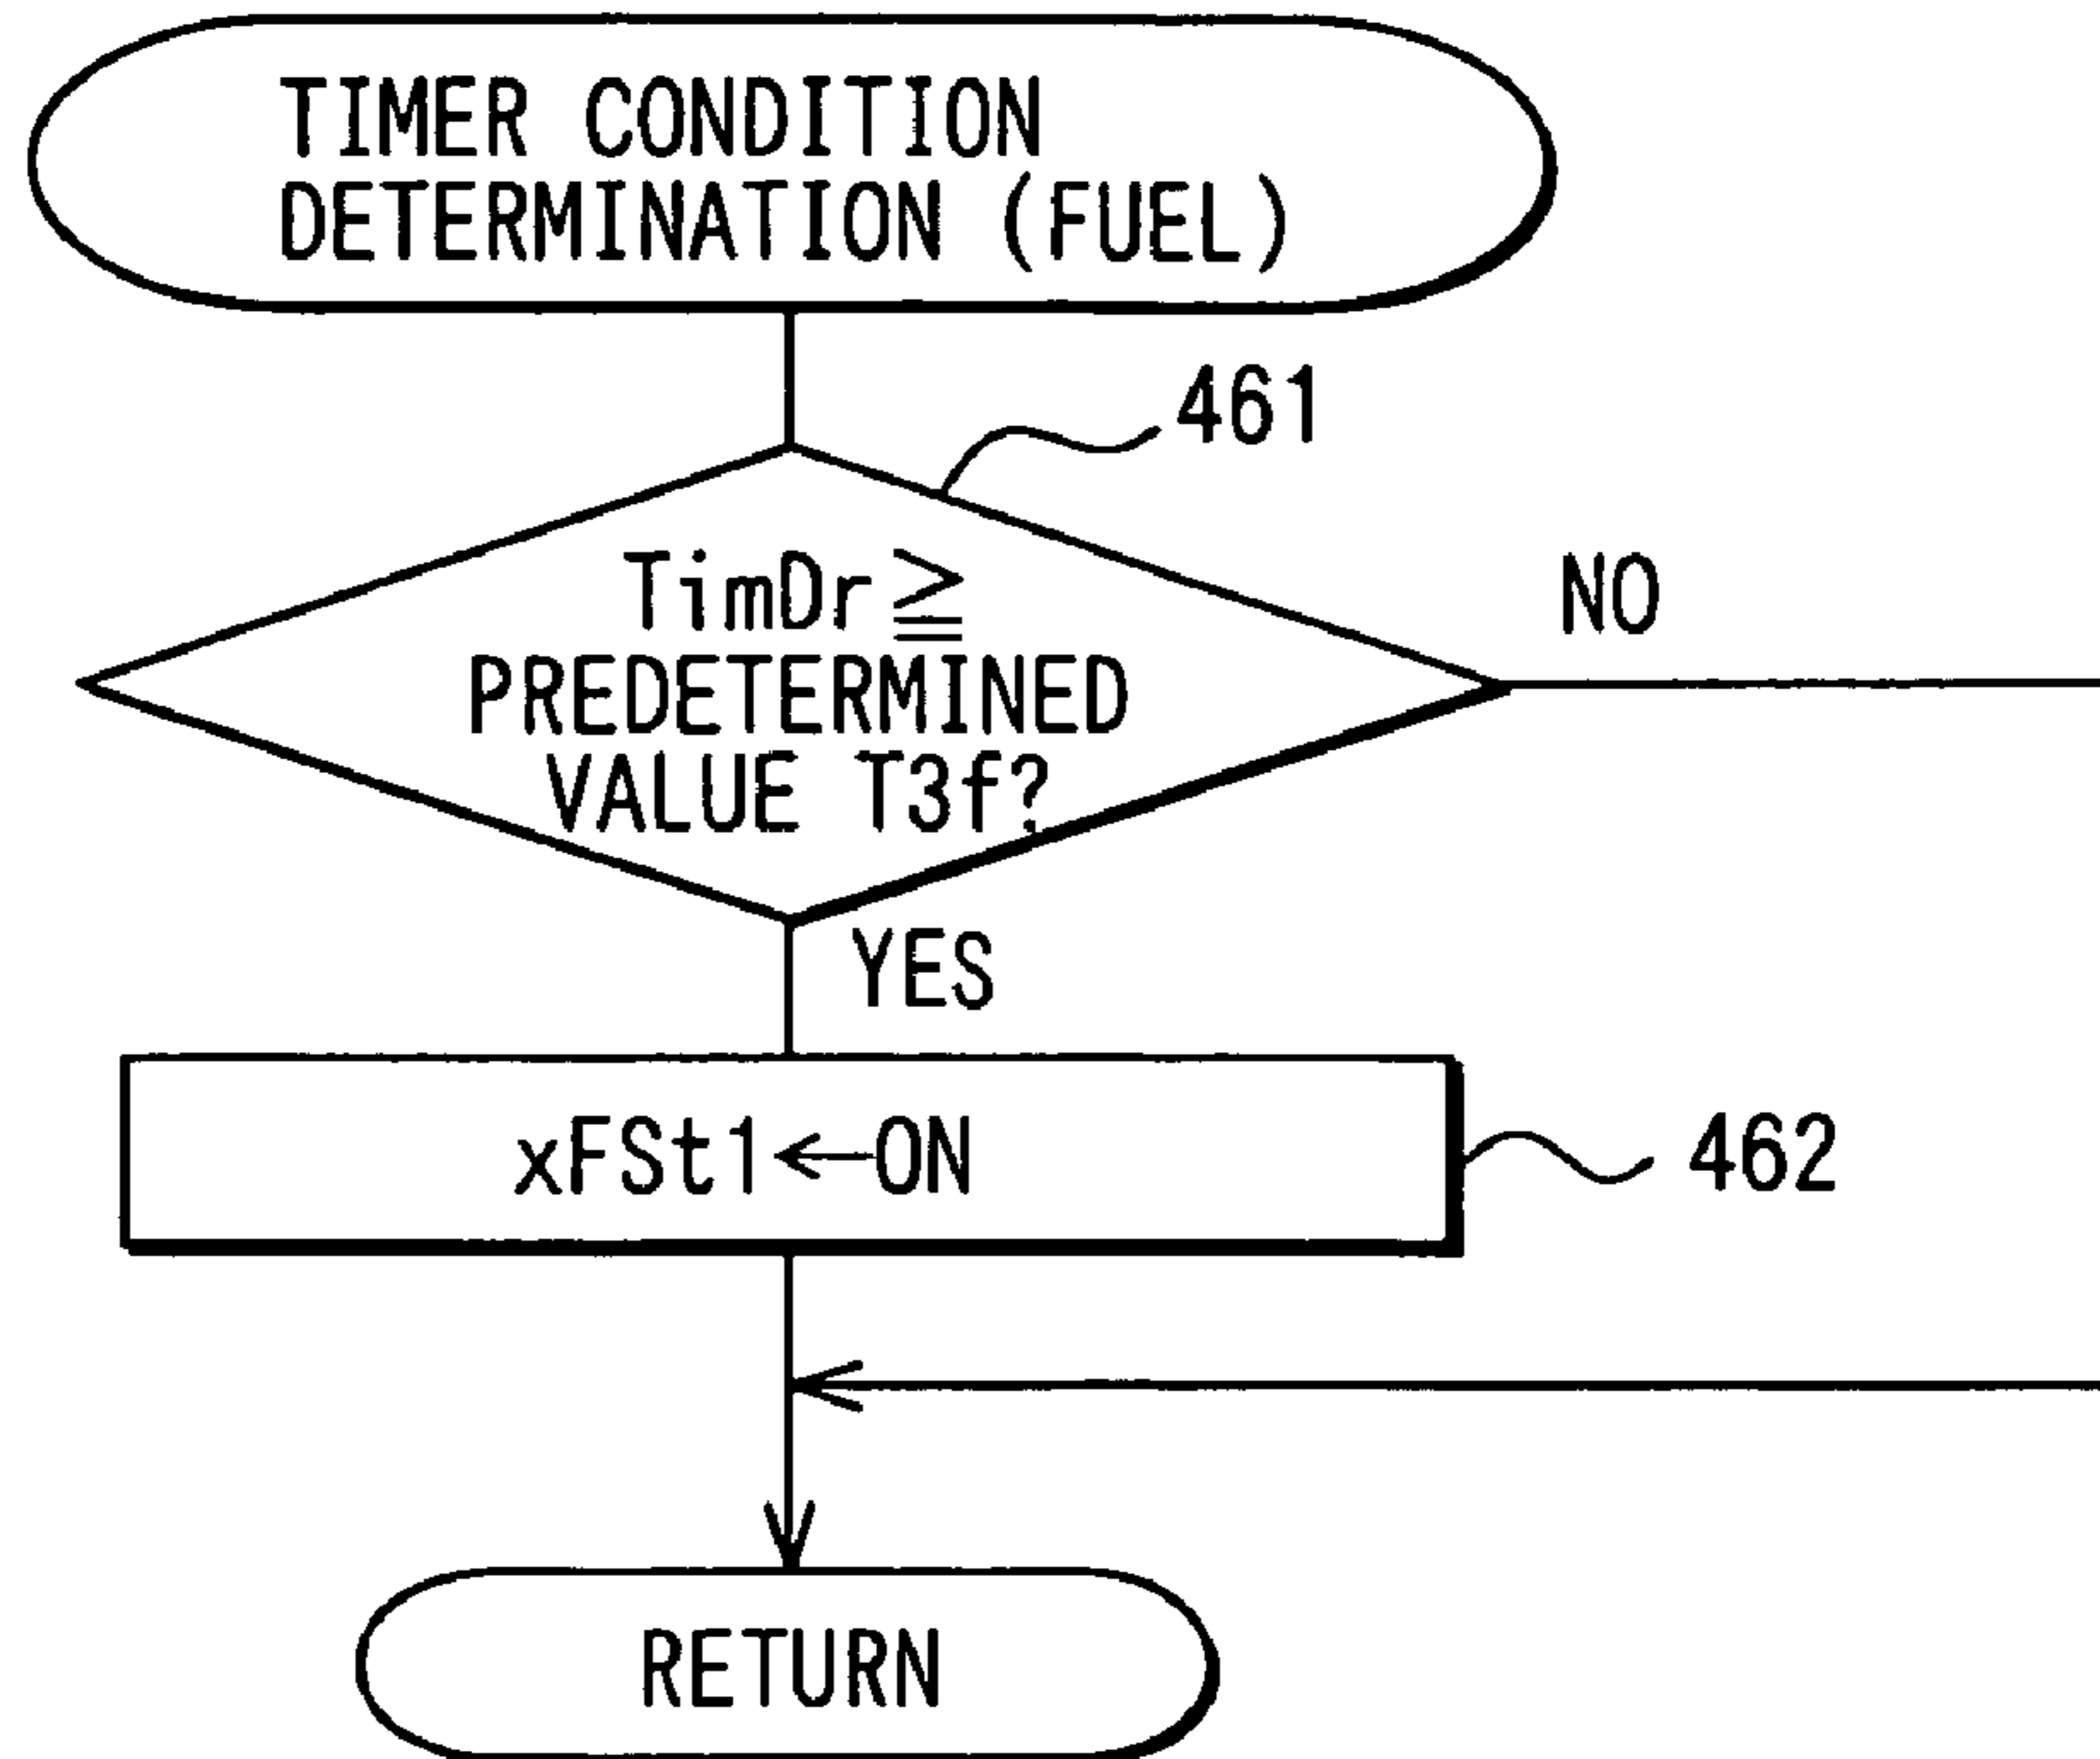 TIMER CONDITION
DETERMINATION (FUEL)
461
TimDr≧
PREDETERMINED
VALUE T3f?
NO
YES
xFSt1←ON
462
RETURN